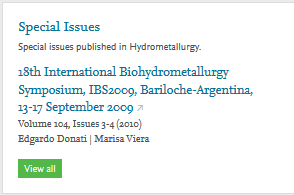 Special Issues
Special issues published in Hydrometallurgy.
18th International Biohydrometallurgy
Symposium, IBS2009, Bariloche-Argentina,
13-17 September 2009 ↗
Volume 104, Issues 3-4 (2010)
Edgardo Donati | Marisa Viera
View all